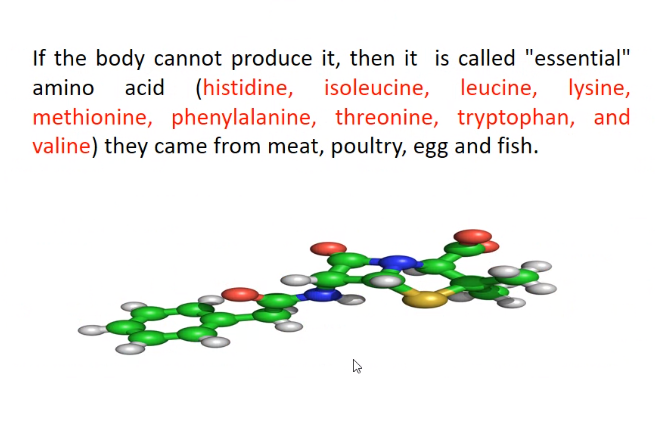 If the body cannot produce it, then it is called "essential"
amino acid (histidine, isoleucine, leucine, lysine,
methionine, phenylalanine, threonine, tryptophan, and
valine) they came from meat, poultry, egg and fish.